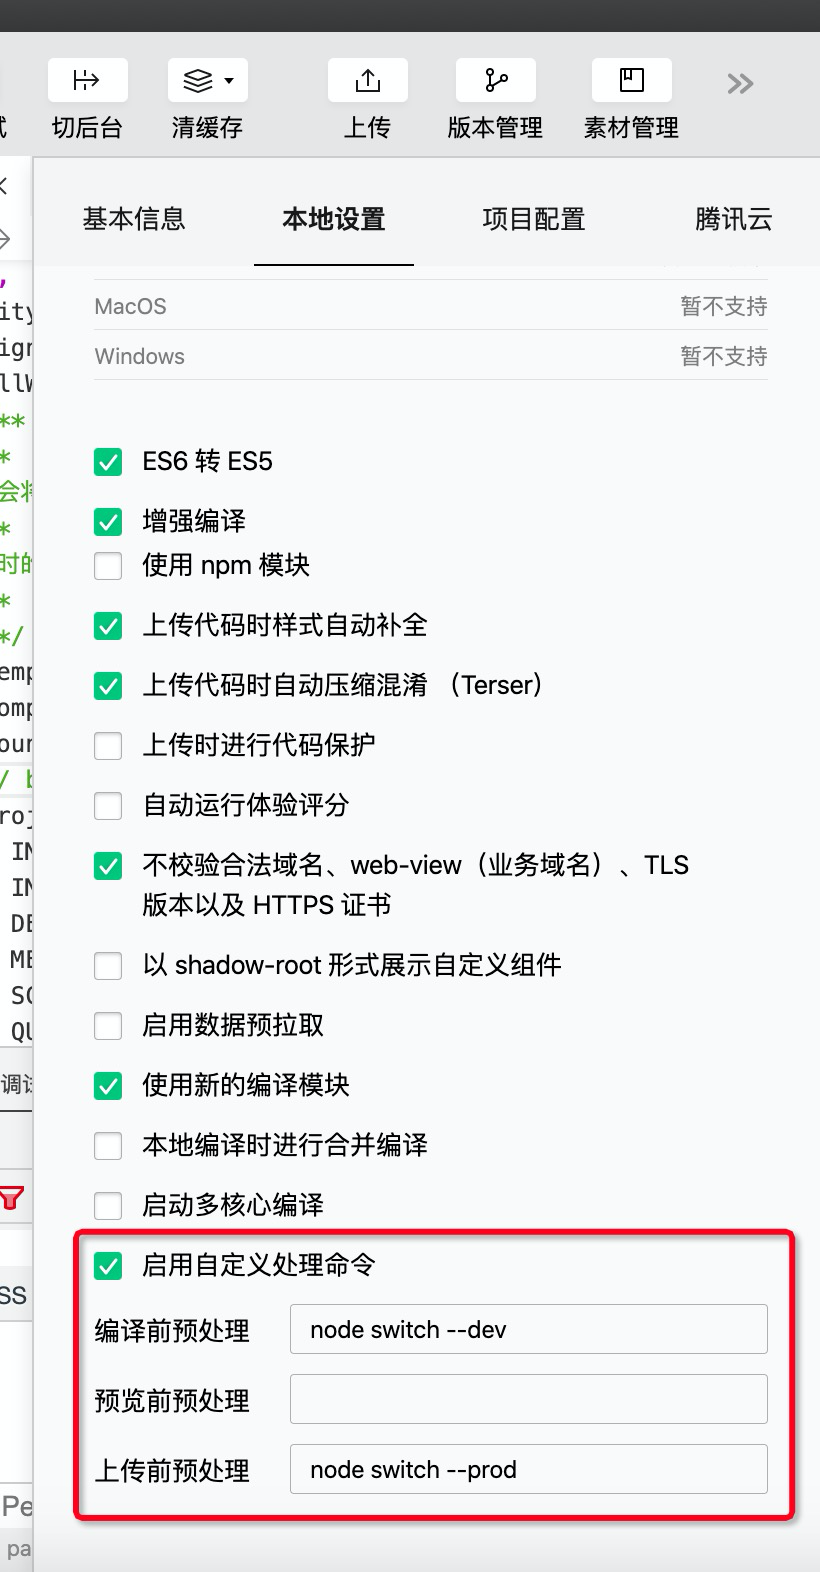 切后台
清缓存
上传
版本管理
素材管理
基本信息
本地设置
项目配置
腾讯云
MacOS
暂不支持
Windows
暂不支持
ES6 转 ES5
增强编译
使用 npm 模块
上传代码时样式自动补全
上传代码时自动压缩混淆 （Terser）
上传时进行代码保护
自动运行体验评分
不校验合法域名、web-view（业务域名）、TLS
版本以及 HTTPS 证书
以 shadow-root 形式展示自定义组件
启用数据预拉取
使用新的编译模块
本地编译时进行合并编译
启动多核心编译
启用自定义处理命令
编译前预处理
node switch --dev
预览前预处理
上传前预处理
node switch --prod